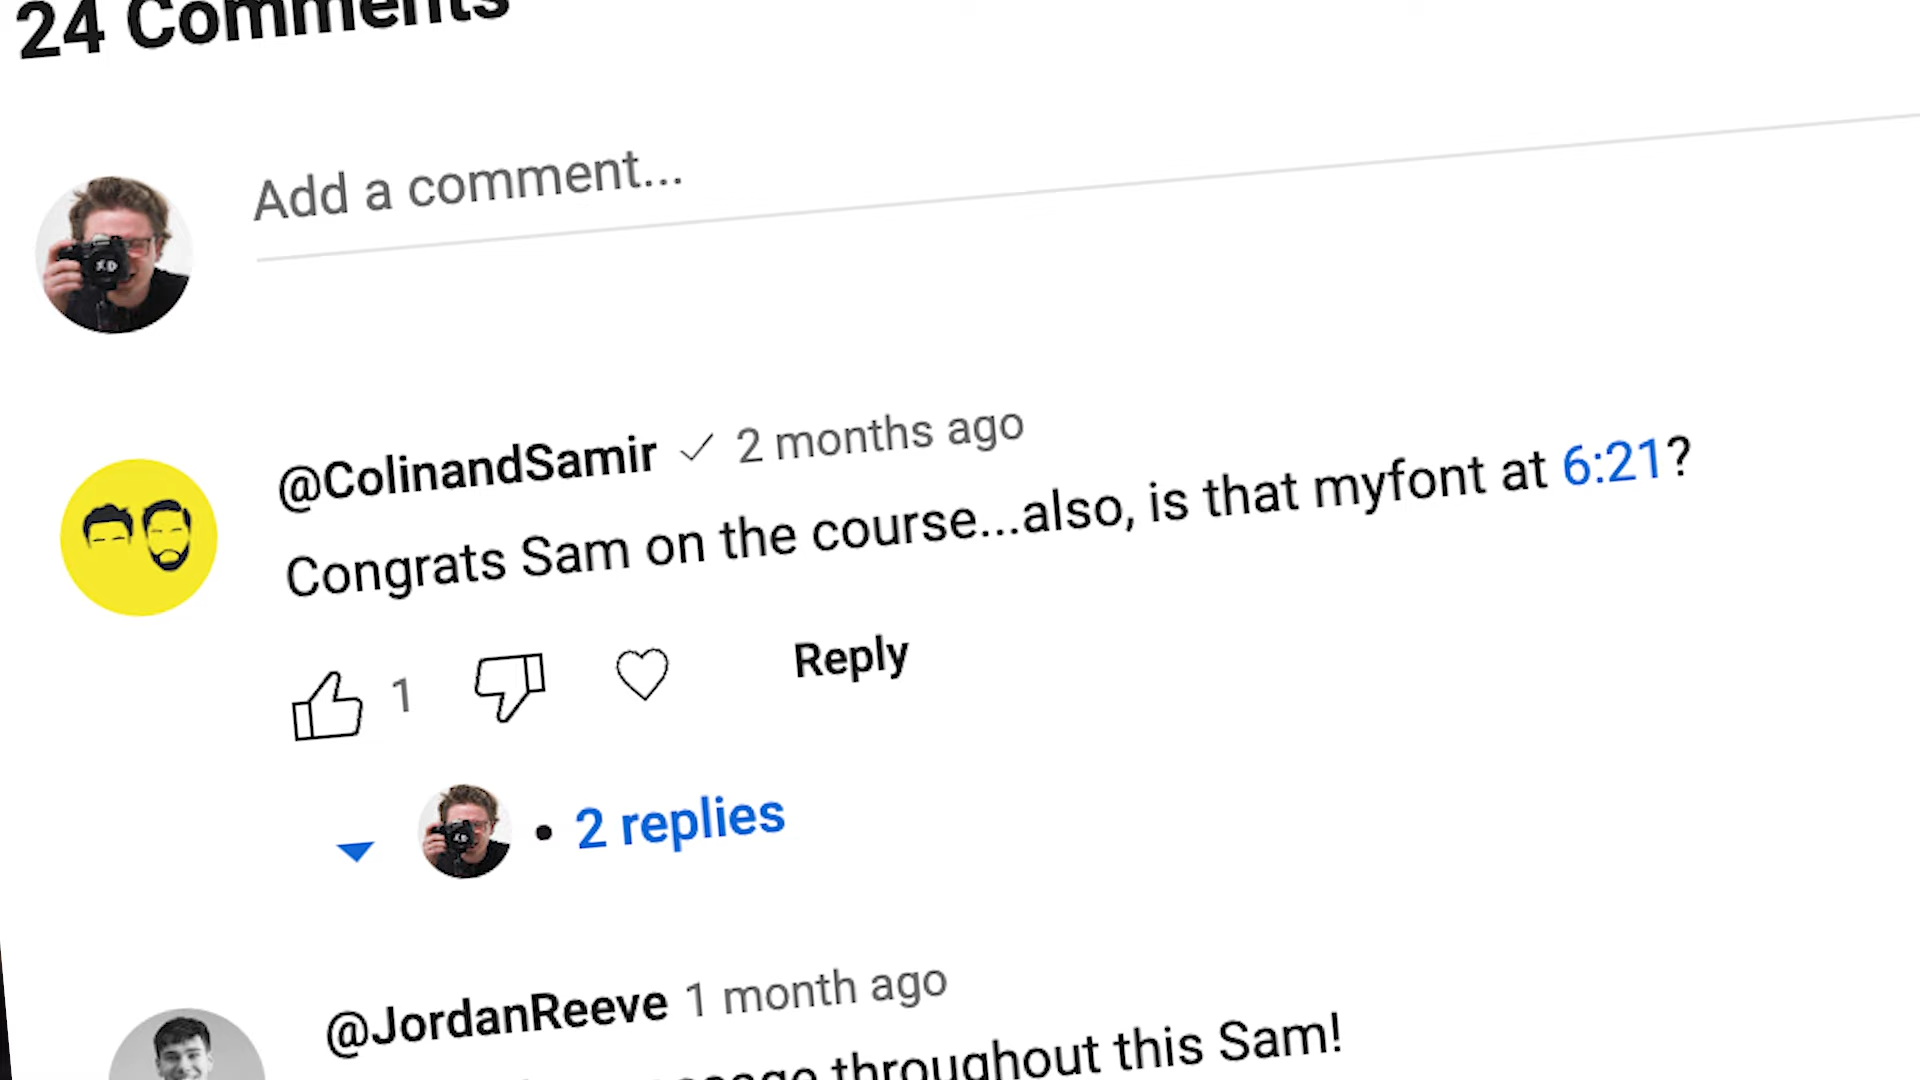 24 Comments
Add a comment...
@ColinandSamir 2 months ago
Congrats Sam on the course...also, is that myfont at 6:21?
1
Reply
• 2 replies
@JordanReeve 1 month ago
throughout this Sam!